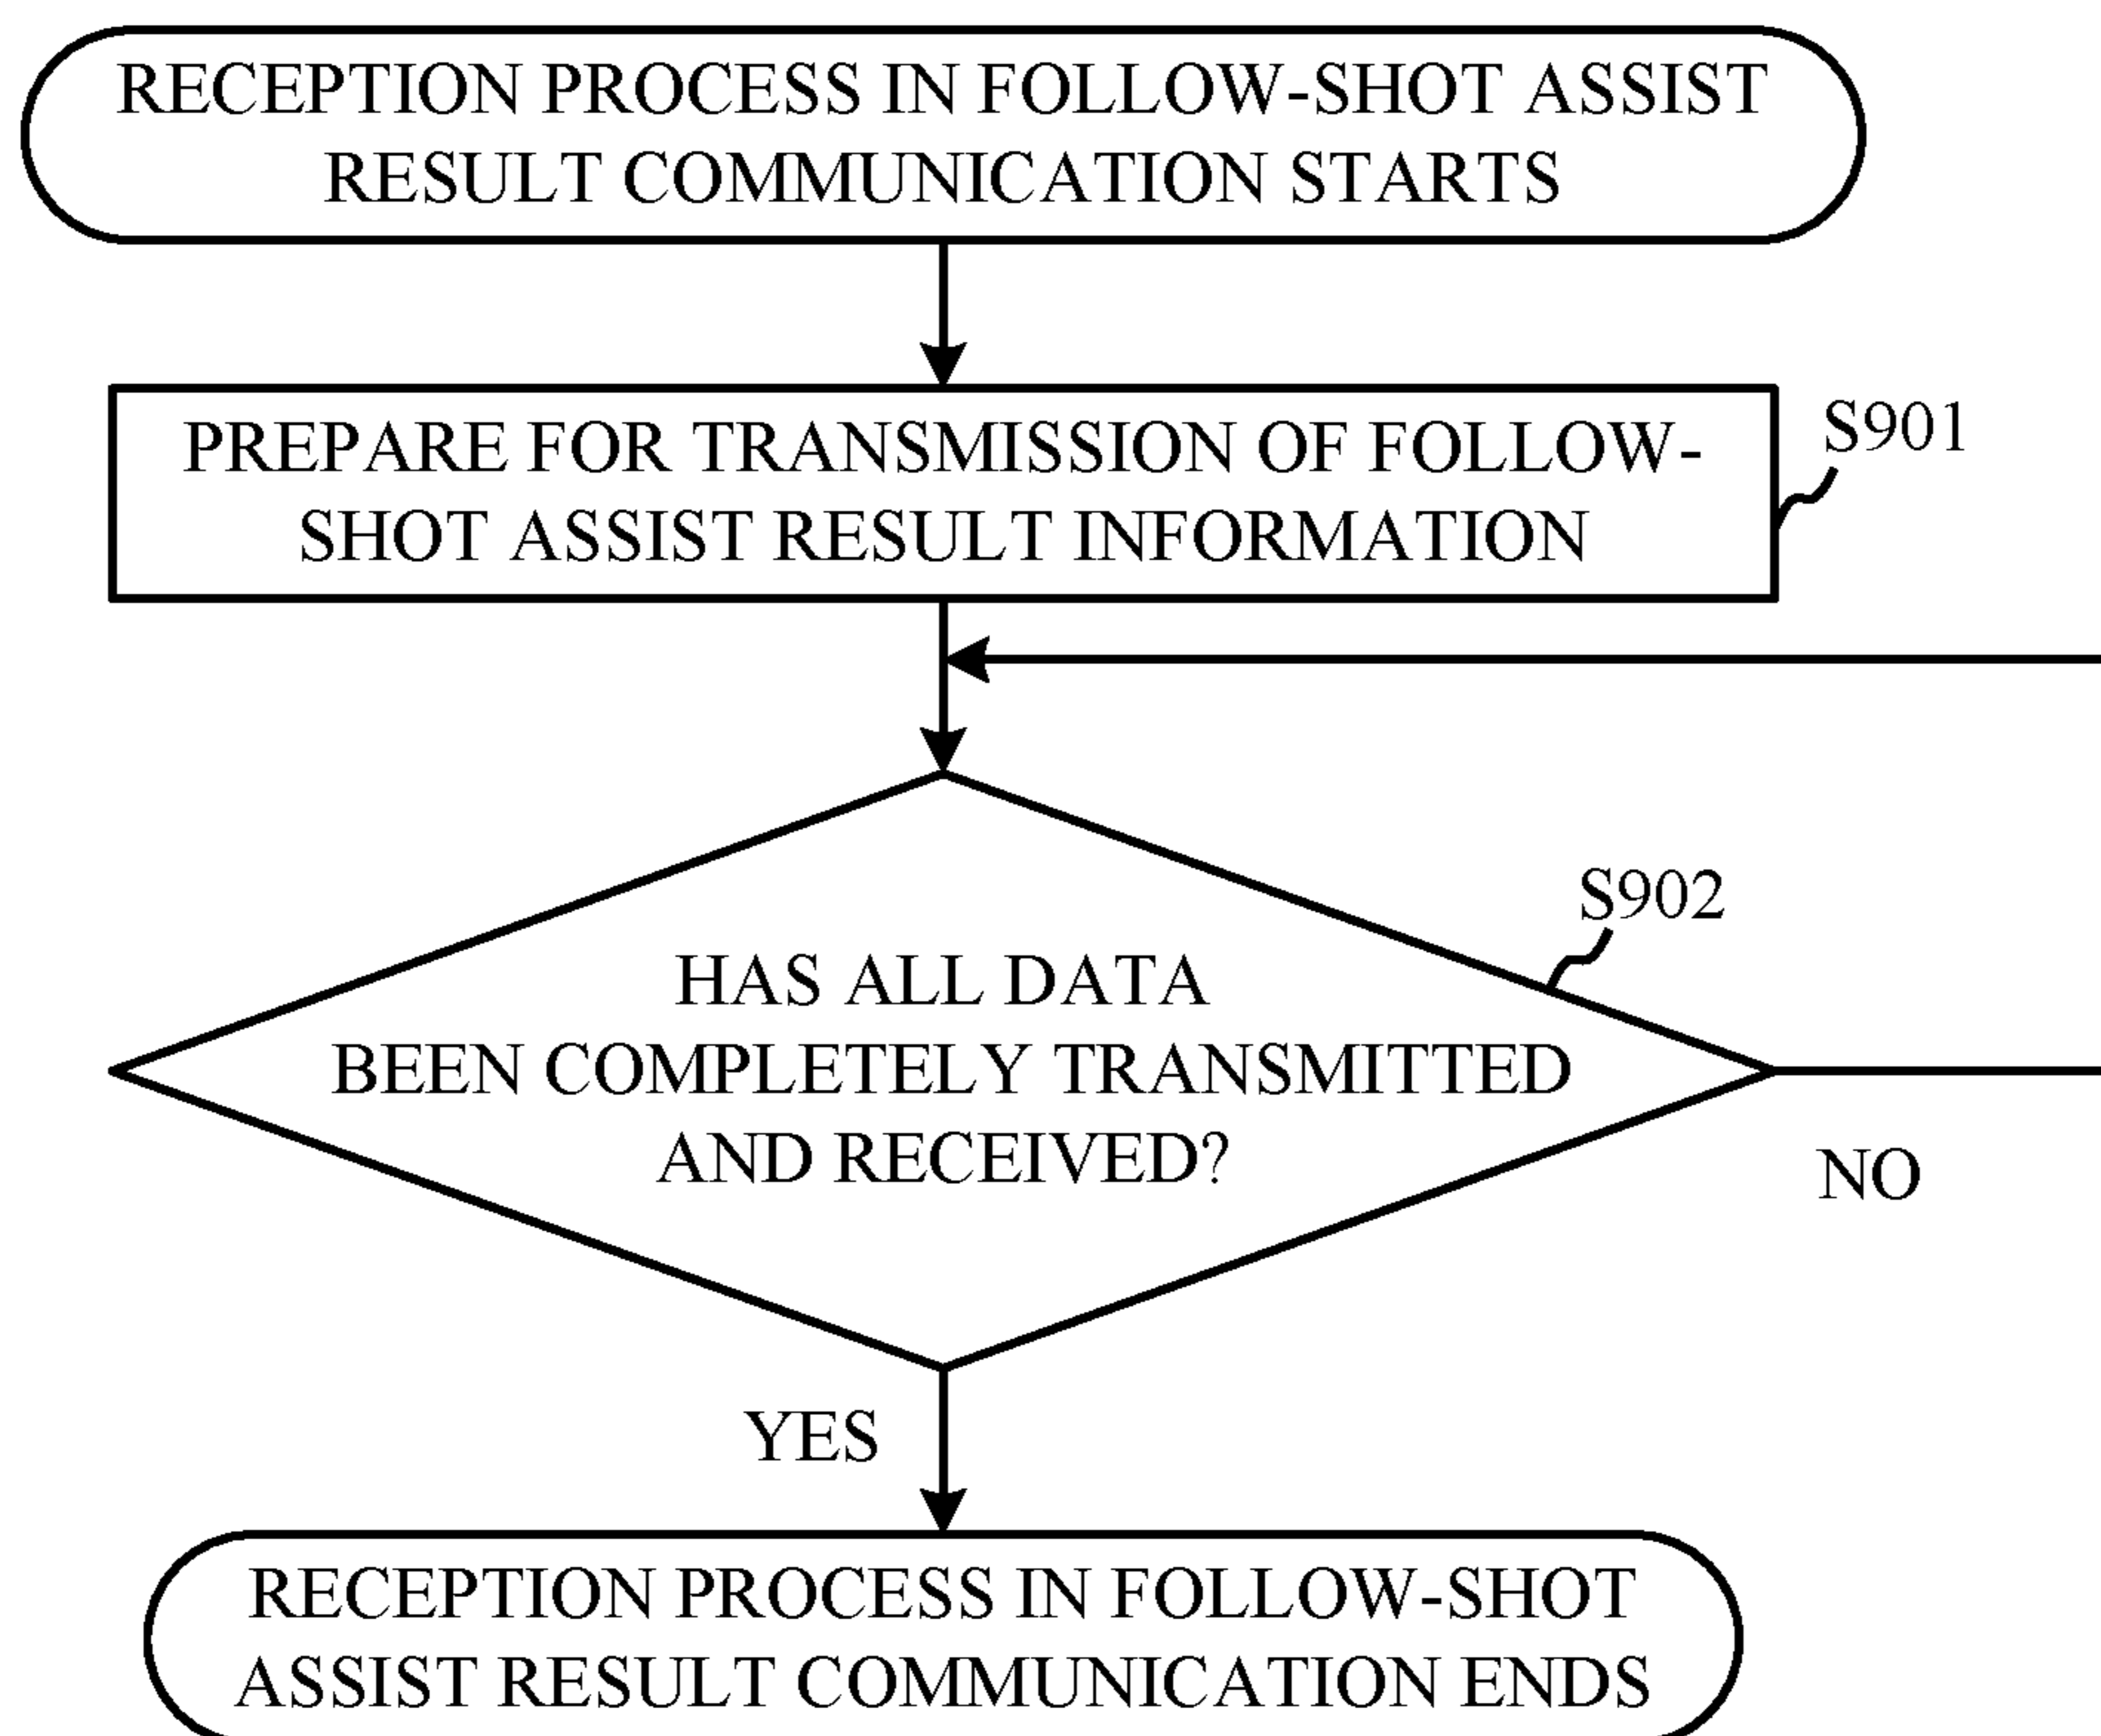 RECEPTION PROCESS IN FOLLOW-SHOT ASSIST
RESULT COMMUNICATION STARTS
PREPARE FOR TRANSMISSION OF FOLLOW-
SHOT ASSIST RESULT INFORMATION
S901
S902
HAS ALL DATA
BEEN COMPLETELY TRANSMITTED
AND RECEIVED?
NO
YES
RECEPTION PROCESS IN FOLLOW-SHOT
ASSIST RESULT COMMUNICATION ENDS